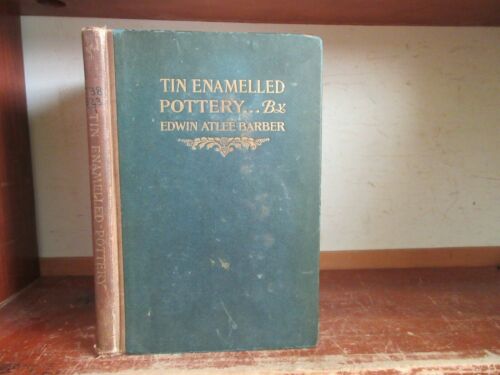 TIN ENAMELLED
POTTERY... By
EDWIN ATLEE BARBER
TIN ENAMELLED-POTTERY